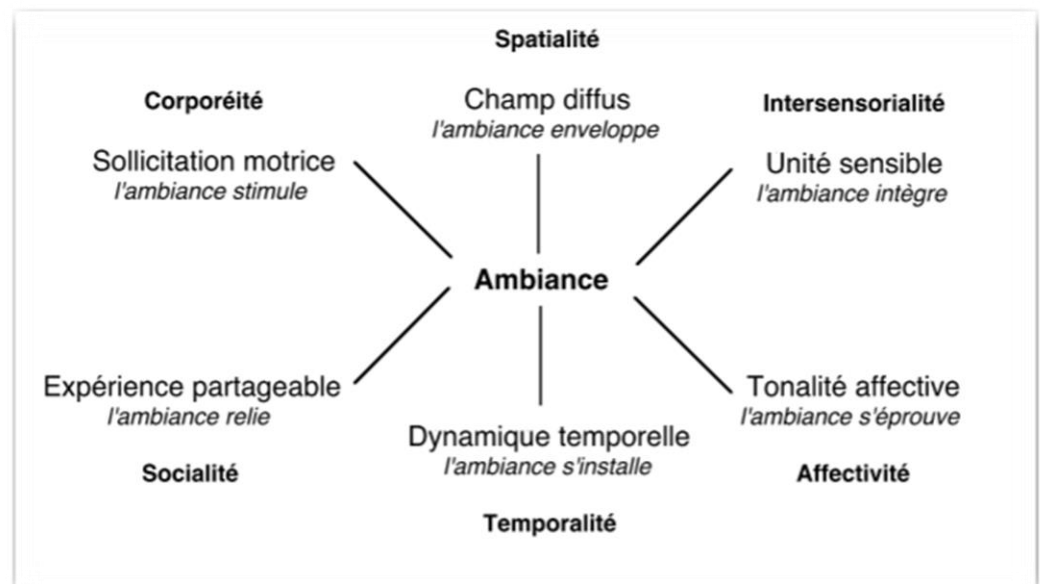 Spatialité
Corporéité
Champ diffus
l'ambiance enveloppe
Intersensorialité
Sollicitation motrice
l'ambiance stimule
Unité sensible
l'ambiance intègre
Ambiance
Expérience partageable
l'ambiance relie
Tonalité affective
l'ambiance s'éprouve
Dynamique temporelle
l'ambiance s'installe
Socialité
Affectivité
Temporalité